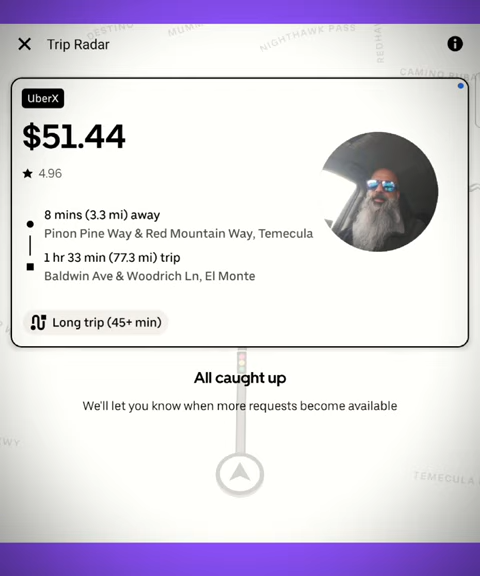 DESTINO
NIGHTHAWK PASS
Trip Radar
UberX
$51.44
4.96
8 mins (3.3 mi) away
Pinon Pine Way & Red Mountain Way, Temecula
1 hr 33 min (77.3 mi) trip
Baldwin Ave & Woodrich Ln, El Monte
Long trip (45+ min)
All caught up
We'll let you know when more requests become available
TEMECULA